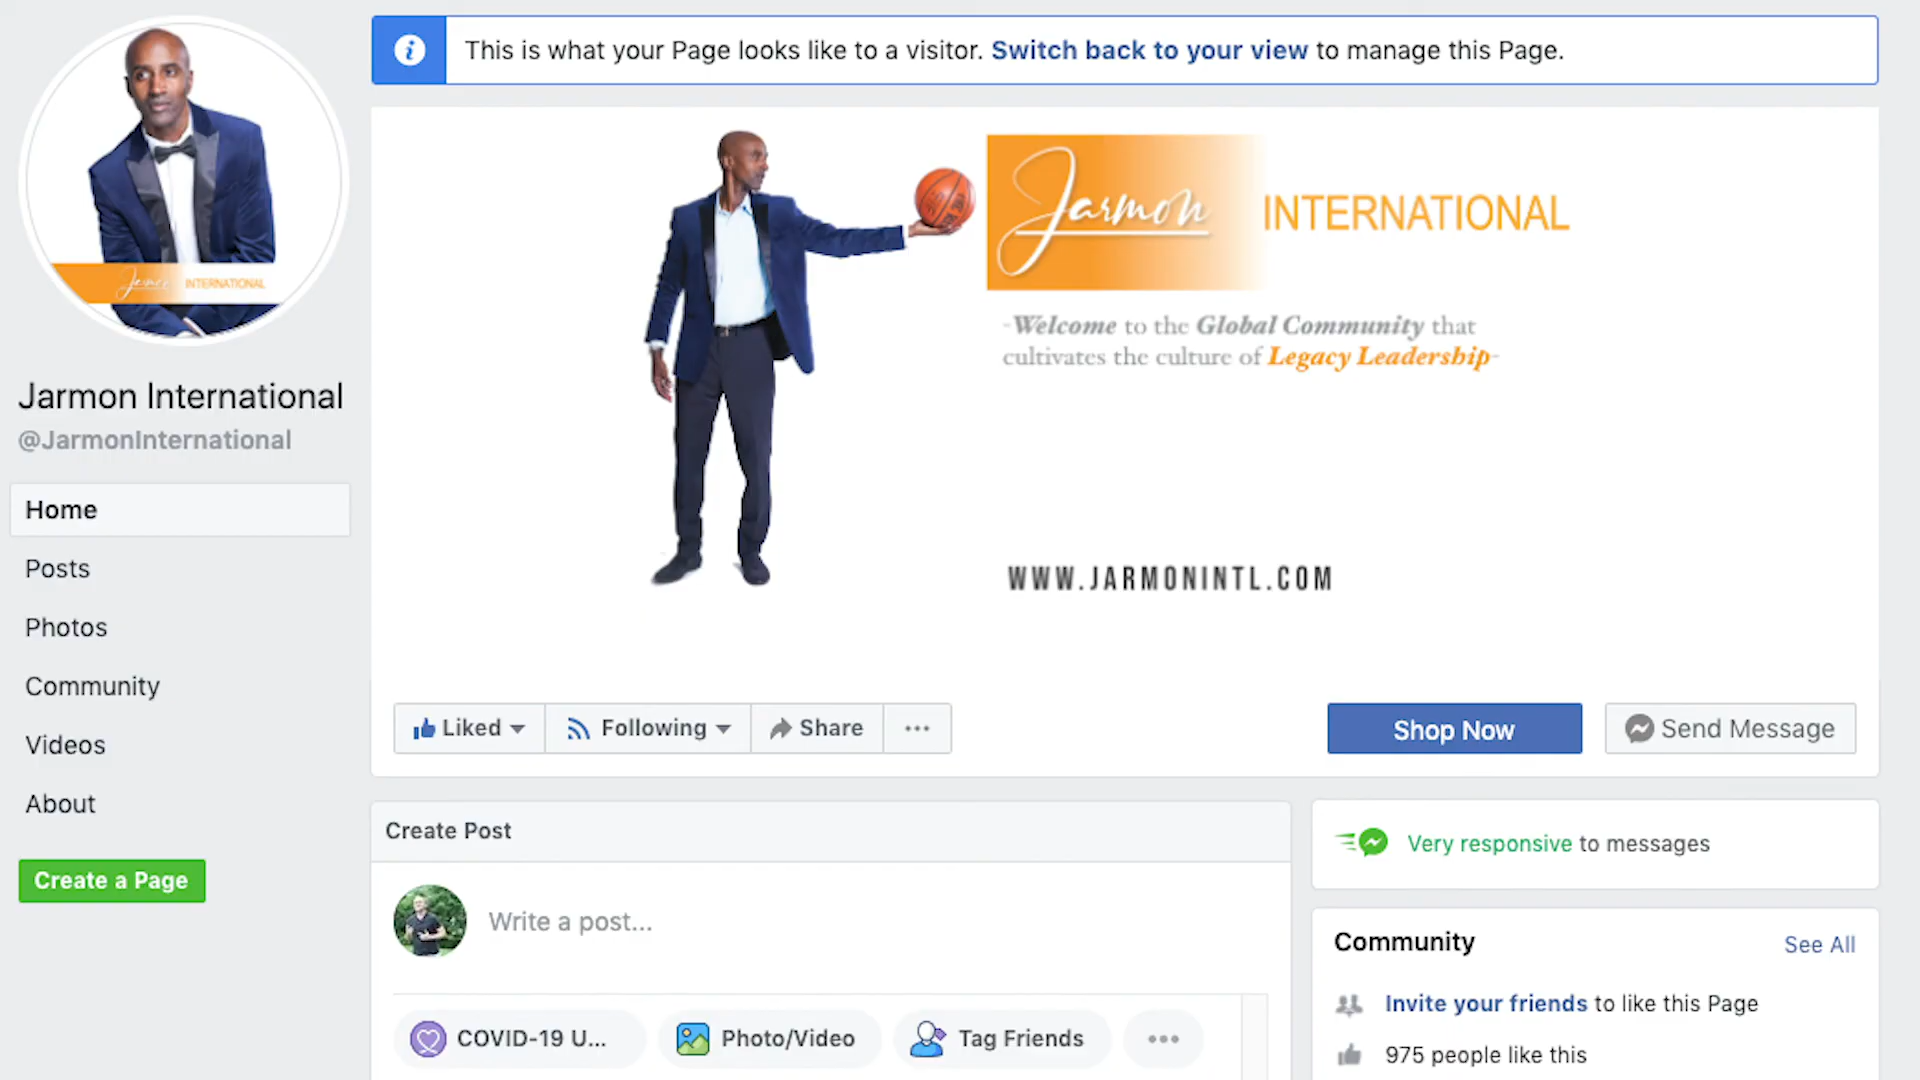 This is what your Page looks like to a visitor. Switch back to your view to manage this Page.
Jarmon INTERNATIONAL
Jarmon INTERNATIONAL
-Welcome to the Global Community that
cultivates the culture of Legacy Leadership-
WWW.JARMONINTL.COM
Jarmon International
@JarmonInternational
Home
Posts
Photos
Community
Videos
About
Create a Page
Liked
Following
Share
Shop Now
Send Message
Create Post
Write a post...
COVID-19 U...
Photo/Video
Tag Friends
Very responsive to messages
Community
See All
Invite your friends to like this Page
975 people like this